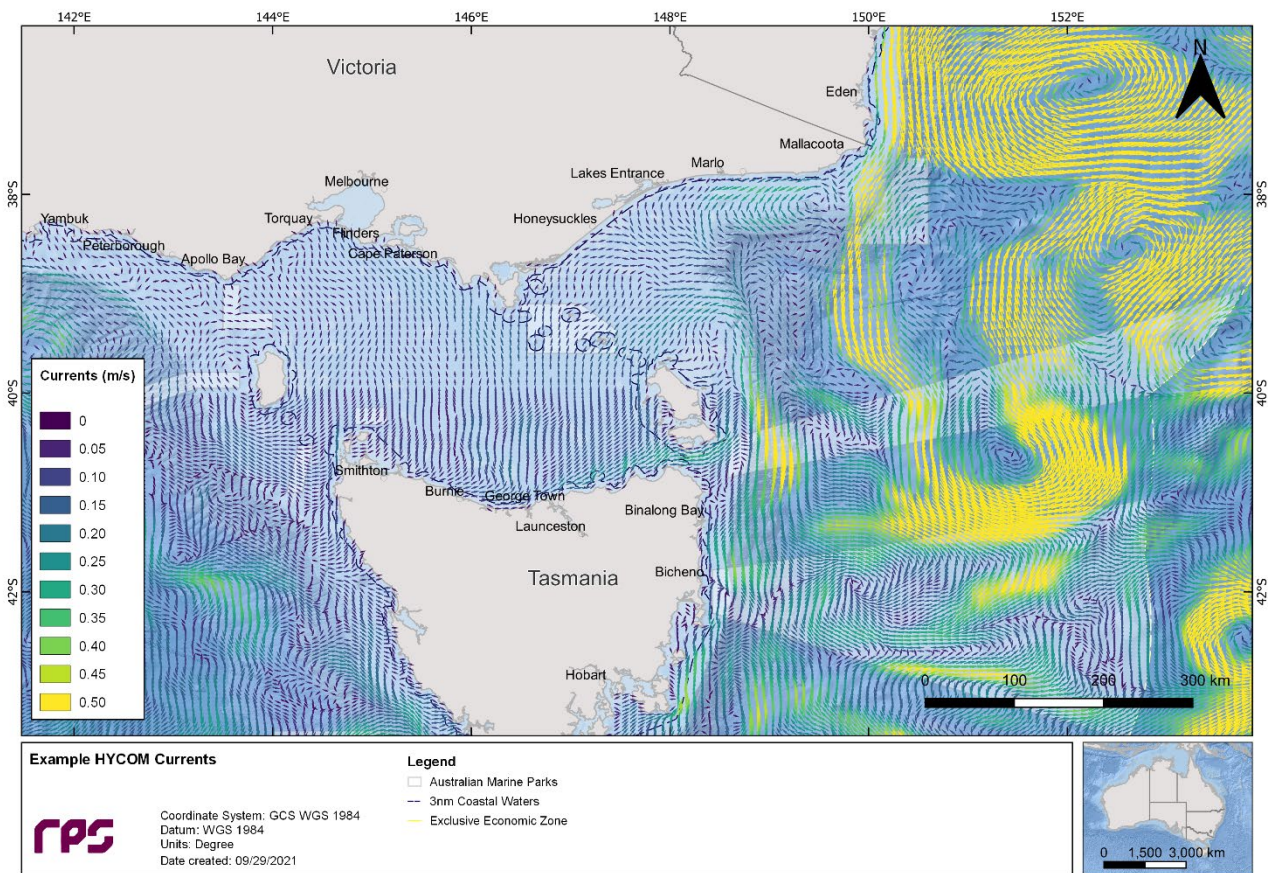 142°E
144°E
146°E
148°E
150°E
152°E
N
Victoria
Eden
Mallacoota
Marlo
Lakes Entrance
Melbourne
38°S
38°S
Yambuk
Torquay
Honeysuckles
Flinders
Peterborough
Cape Paterson
Apollo Bay
Currents (m/s)
0
0.05
0.10
0.15
0.20
0.25
0.30
0.35
0.40
0.45
0.50
40°S
40°S
Smithton
Burnie
George Town
Launceston
Binalong Bay
Bicheno
Tasmania
42°S
42°S
Hobart
0 100 200 300 km
Example HYCOM Currents
rps
Coordinate System: GCS WGS 1984
Datum: WGS 1984
Units: Degree
Date created: 09/29/2021
Legend
Australian Marine Parks
3nm Coastal Waters
Exclusive Economic Zone
0 1,500 3,000 km